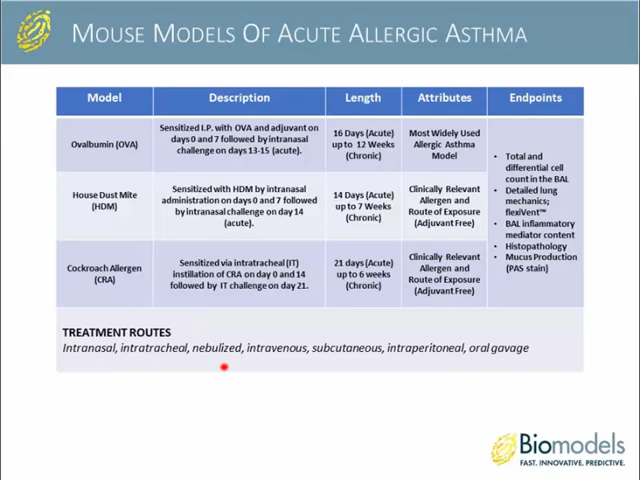 MOUSE MODELS OF ACUTE ALLERGIC ASTHMA
Model
Description
Length
Attributes
Endpoints
Ovalbumin (OVA)
Sensitized I.P. with OVA and adjuvant on
days 0 and 7 followed by intranasal
challenge on days 13-15 (acute).
16 Days (Acute)
up to 12 Weeks
(Chronic)
Most Widely Used
Allergic Asthma
Model
House Dust Mite
(HDM)
Sensitized with HDM by intranasal
administration on days 0 and 7 followed
by intranasal challenge on day 14
(acute).
14 Days (Acute)
up to 7 Weeks
(Chronic)
Clinically Relevant
Allergen and
Route of Exposure
(Adjuvant Free)
Cockroach Allergen
(CRA)
Sensitized via intratracheal (IT)
instillation of CRA on day 0 and 14
followed by IT challenge on day 21.
21 days (Acute)
up to 6 weeks
(Chronic)
Clinically Relevant
Allergen and
Route of Exposure
(Adjuvant Free)
• Total and
differential cell
count in the BAL
• Detailed lung
mechanics;
flexiVent™
• BAL inflammatory
mediator content
• Histopathology
• Mucus Production
(PAS stain)
TREATMENT ROUTES
Intranasal, intratracheal, nebulized, intravenous, subcutaneous, intraperitoneal, oral gavage
Biomodels
FAST. INNOVATIVE. PREDICTIVE.